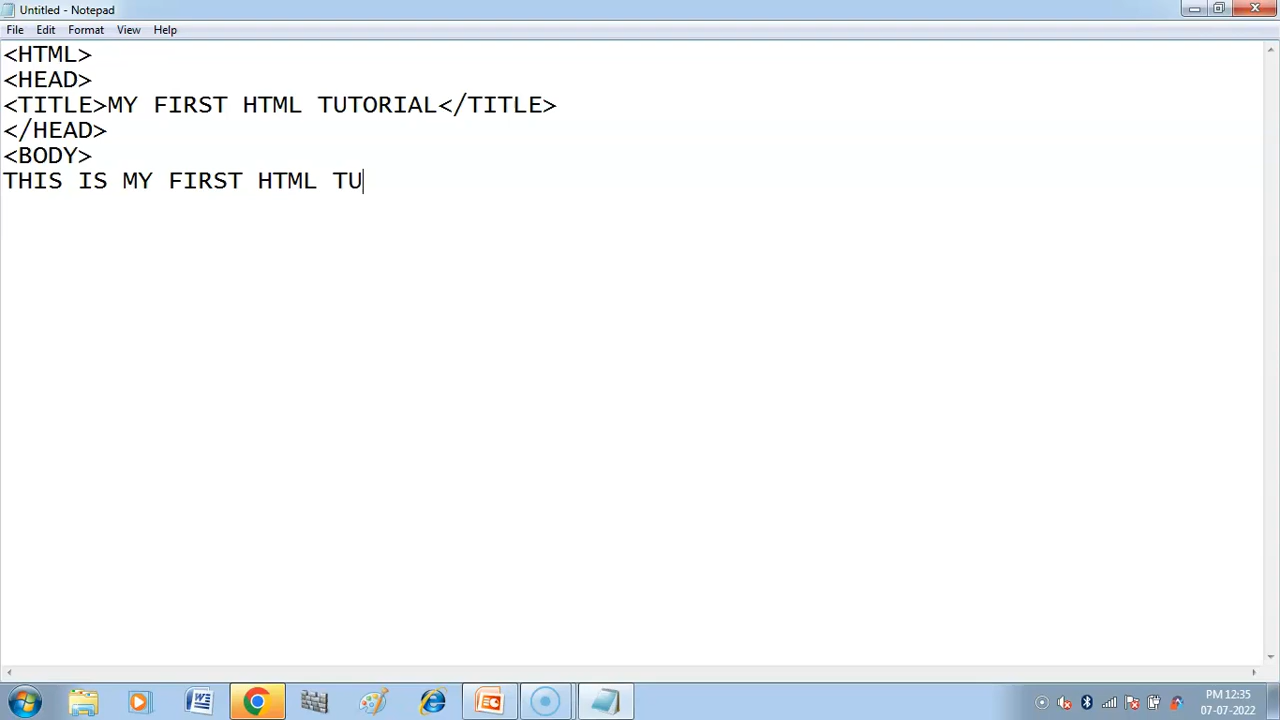 Untitled - Notepad
File Edit Format View Help
<HTML>
<HEAD>
<TITLE>MY FIRST HTML TUTORIAL</TITLE>
</HEAD>
<BODY>
THIS IS MY FIRST HTML TU
PM 12:35
07-07-2022